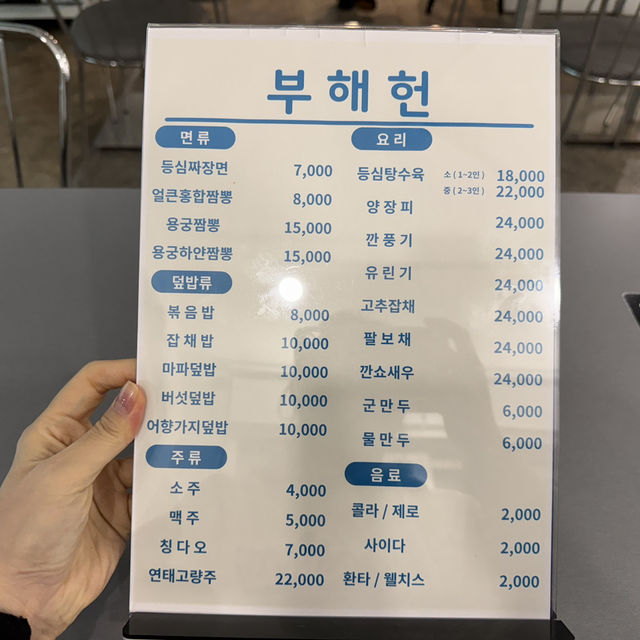 부해헌
면류
등심짜장면 7,000
얼큰홍합짬뽕 8,000
용궁짬뽕 15,000
용궁하얀짬뽕 15,000
덮밥류
볶음밥 8,000
잡채밥 10,000
마파덮밥 10,000
버섯덮밥 10,000
어향가지덮밥 10,000
주류
소주 4,000
맥주 5,000
칭다오 7,000
연태고량주 22,000
요리
등심탕수육 소(1~2인) 18,000
중(2~3인) 22,000
양장피 24,000
깐풍기 24,000
유린기 24,000
고추잡채 24,000
팔보채 24,000
깐쇼새우 24,000
군만두 6,000
물만두 6,000
음료
콜라/제로 2,000
사이다 2,000
환타/웰치스 2,000